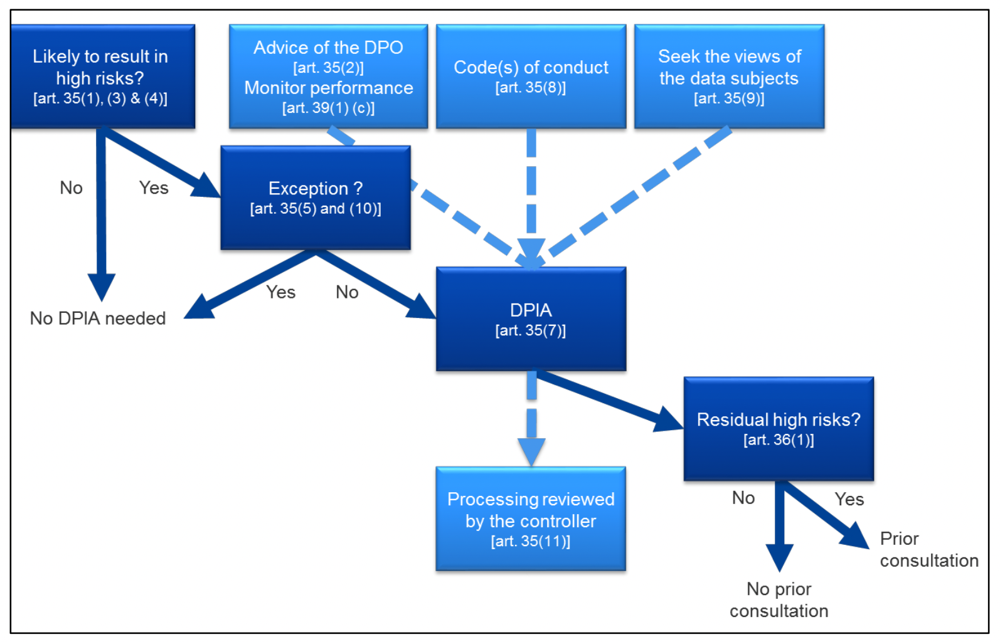 Likely to result in
high risks?
[art. 35(1), (3) & (4)]
Advice of the DPO
[art. 35(2)]
Monitor performance
[art. 39(1) (c)]
Code(s) of conduct
[art. 35(8)]
Seek the views of
the data subjects
[art. 35(9)]
No
Yes
Exception ?
[art. 35(5) and (10)]
Yes
No
No DPIA needed
DPIA
[art. 35(7)]
Residual high risks?
[art. 36(1)]
Processing reviewed
by the controller
[art. 35(11)]
No
Yes
Prior
consultation
No prior
consultation